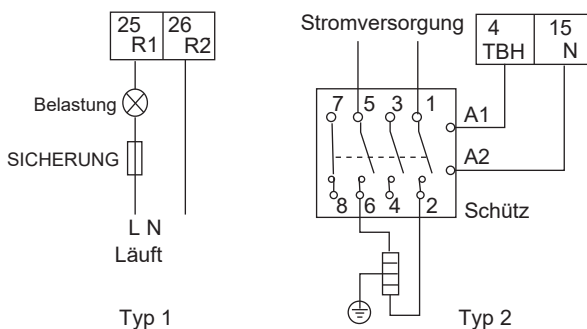 25 26
R1 R2
Belastung
SICHERUNG
L N
Läuft
Typ 1
Stromversorgung
4 15
TBH N
7 5 3 1
A1
A2
8 6 4 2
Schütz
Typ 2